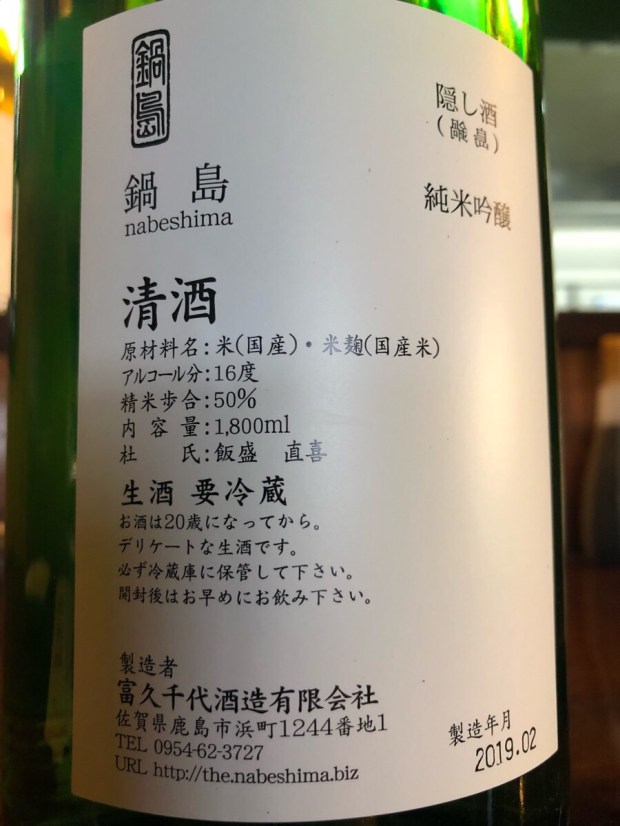 鍋島
鍋島
nabeshima
隠し酒
(鍋島)
純米吟醸
清酒
原材料名：米(国産)・米麹(国産米)
アルコール分：16度
精米歩合：50%
内容量：1,800ml
杜氏：飯盛 直喜
生酒 要冷蔵
お酒は20歳になってから。
デリケートな生酒です。
必ず冷蔵庫に保管して下さい。
開封後はお早めにお飲み下さい。
製造者
富久千代酒造有限会社
佐賀県鹿島市浜町1244番地1
TEL 0954-62-3727
URL http://the.nabeshima.biz
製造年月
2019.02